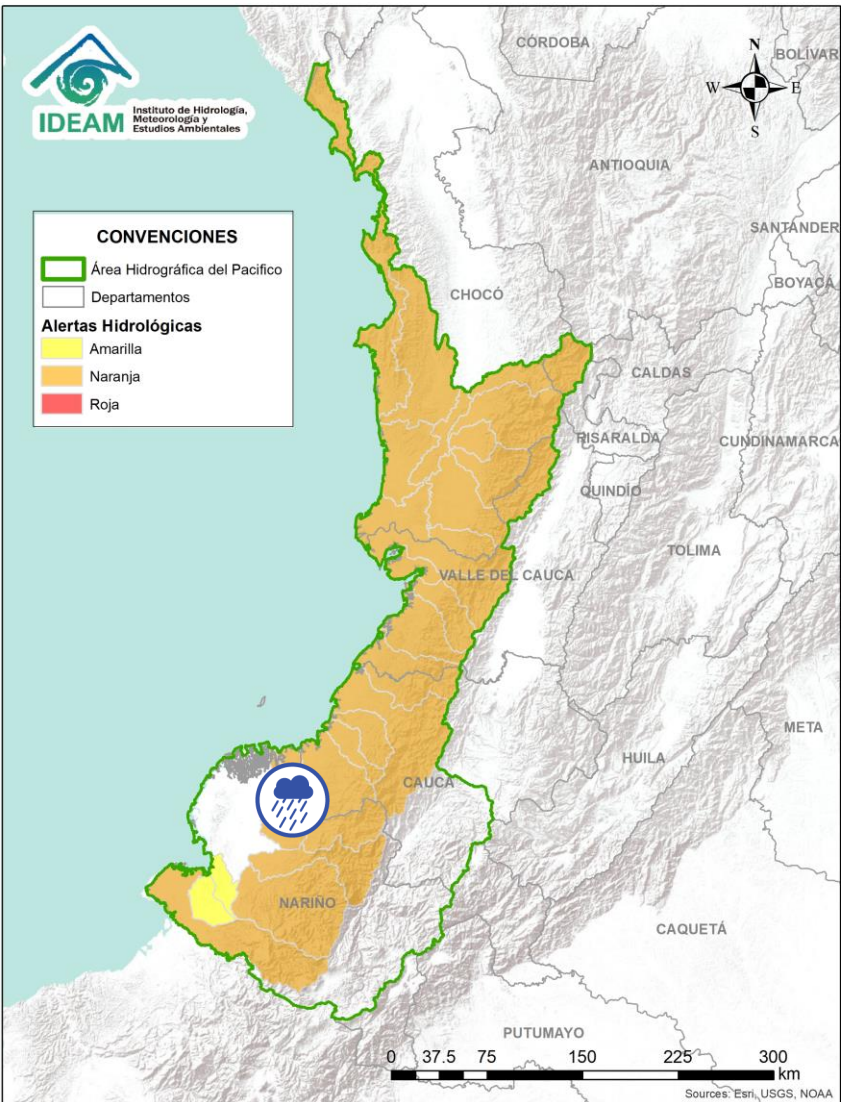 IDEAM
Instituto de Hidrología,
Meteorología y
Estudios Ambientales
N
W
E
S
CÓRDOBA
BOLÍVAR
ANTIOQUIA
SANTANDER
BOYACÁ
CHOCÓ
CALDAS
RISARALDA
CUNDINAMARCA
QUINDÍO
TOLIMA
VALLE DEL CAUCA
META
HUILA
CAUCA
NARIÑO
CAQUETÁ
PUTUMAYO
CONVENCIONES
Área Hidrográfica del Pacifico
Departamentos
Alertas Hidrológicas
Amarilla
Naranja
Roja
0 37.5 75 150 225 300
km
Sources: Esri, USGS, NOAA